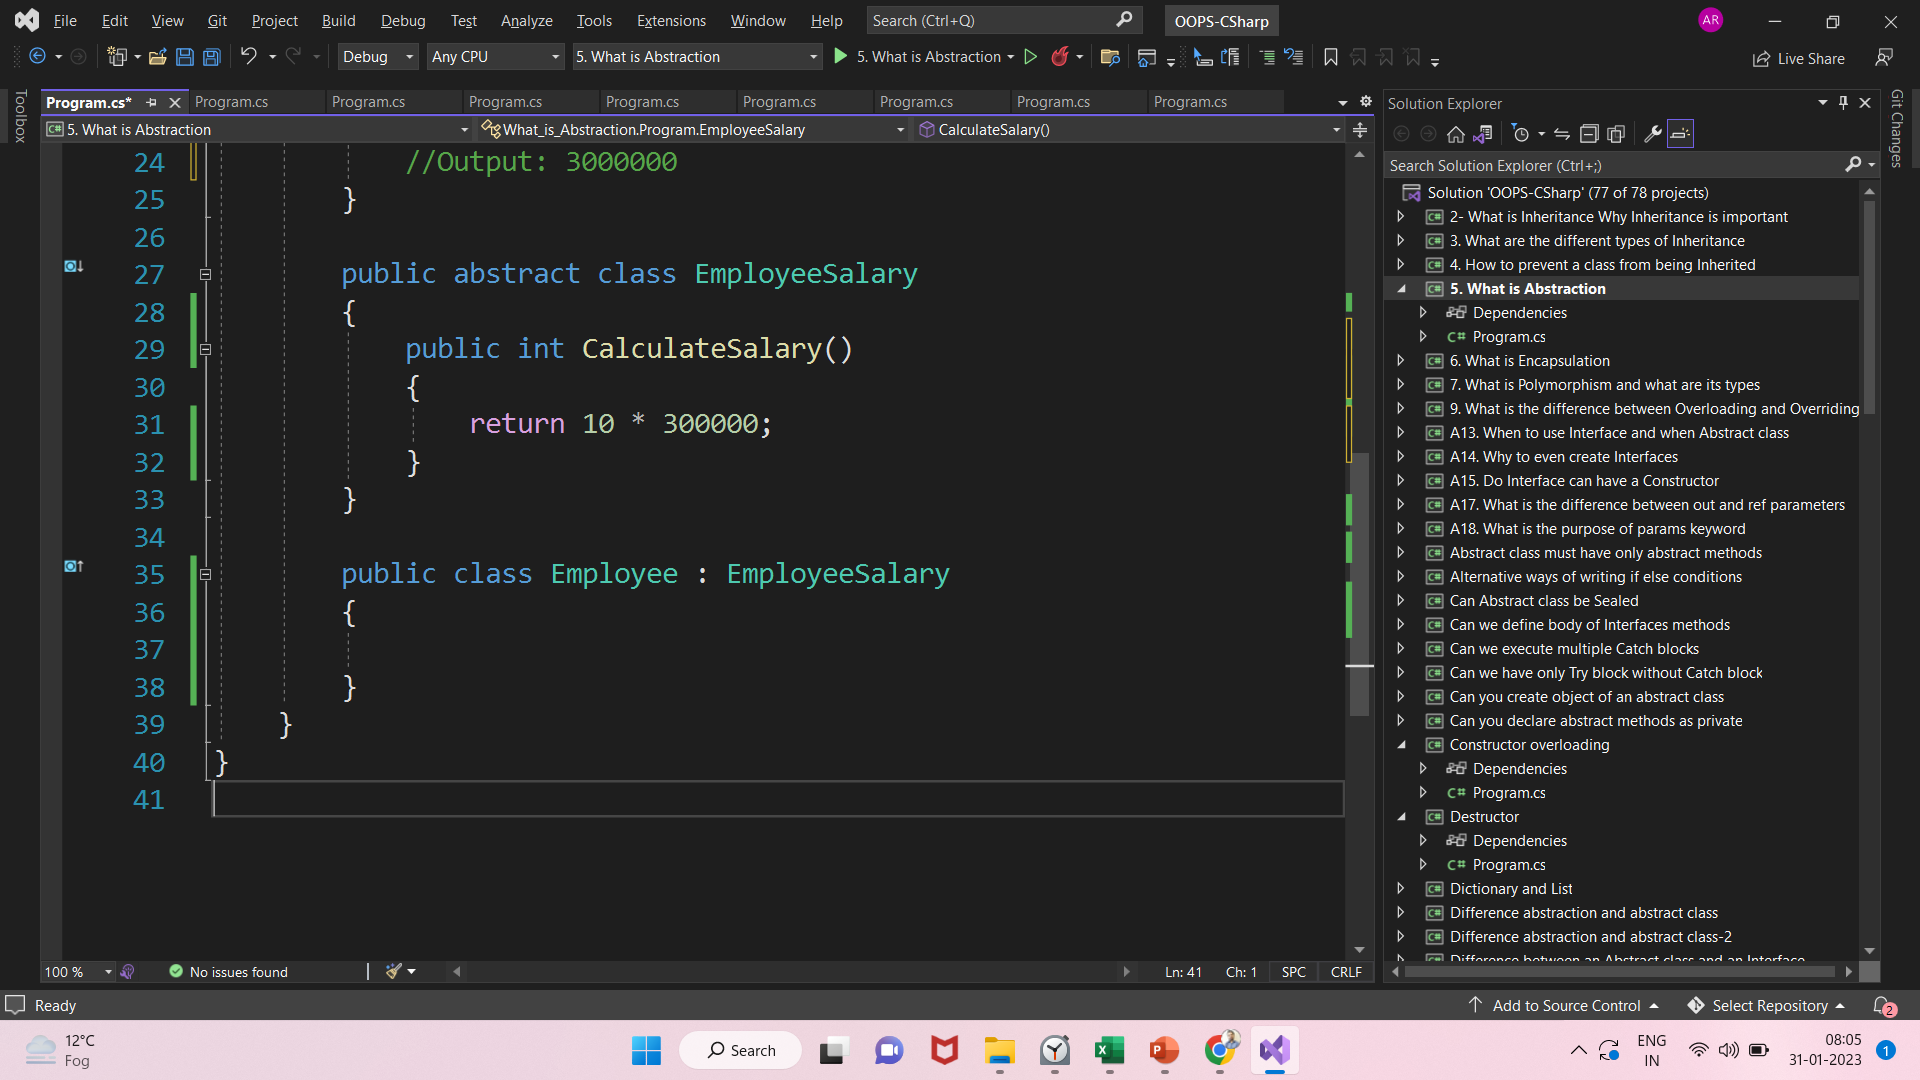 File Edit View Git Project Build Debug Test Analyze Tools Extensions Window Help Search (Ctrl+Q) OOPS-CSharp AR
Debug Any CPU 5. What is Abstraction 5. What is Abstraction Live Share
Toolbox
Program.cs* Program.cs Program.cs Program.cs Program.cs Program.cs Program.cs Program.cs Program.cs
5. What is Abstraction What_is_Abstraction.Program.EmployeeSalary CalculateSalary()
24 //Output: 3000000
25 }
26
27 public abstract class EmployeeSalary
28 {
29 public int CalculateSalary()
30 {
31 return 10 * 300000;
32 }
33 }
34
35 public class Employee : EmployeeSalary
36 {
37
38 }
39 }
40 }
41
100 % No issues found Ln: 41 Ch: 1 SPC CRLF
Solution Explorer
Search Solution Explorer (Ctrl+;)
Solution 'OOPS-CSharp' (77 of 78 projects)
C# 2- What is Inheritance Why Inheritance is important
C# 3. What are the different types of Inheritance
C# 4. How to prevent a class from being Inherited
C# 5. What is Abstraction
Dependencies
C# Program.cs
C# 6. What is Encapsulation
C# 7. What is Polymorphism and what are its types
C# 9. What is the difference between Overloading and Overriding
C# A13. When to use Interface and when Abstract class
C# A14. Why to even create Interfaces
C# A15. Do Interface can have a Constructor
C# A17. What is the difference between out and ref parameters
C# A18. What is the purpose of params keyword
C# Abstract class must have only abstract methods
C# Alternative ways of writing if else conditions
C# Can Abstract class be Sealed
C# Can we define body of Interfaces methods
C# Can we execute multiple Catch blocks
C# Can we have only Try block without Catch block
C# Can you create object of an abstract class
C# Can you declare abstract methods as private
C# Constructor overloading
Dependencies
C# Program.cs
C# Destructor
Dependencies
C# Program.cs
C# Dictionary and List
C# Difference abstraction and abstract class
C# Difference abstraction and abstract class-2
C# Difference between an Abstract class and an Interface
Git Changes
Ready Add to Source Control Select Repository 2
12°C
Fog
Search
ENG
IN
08:05
31-01-2023
1